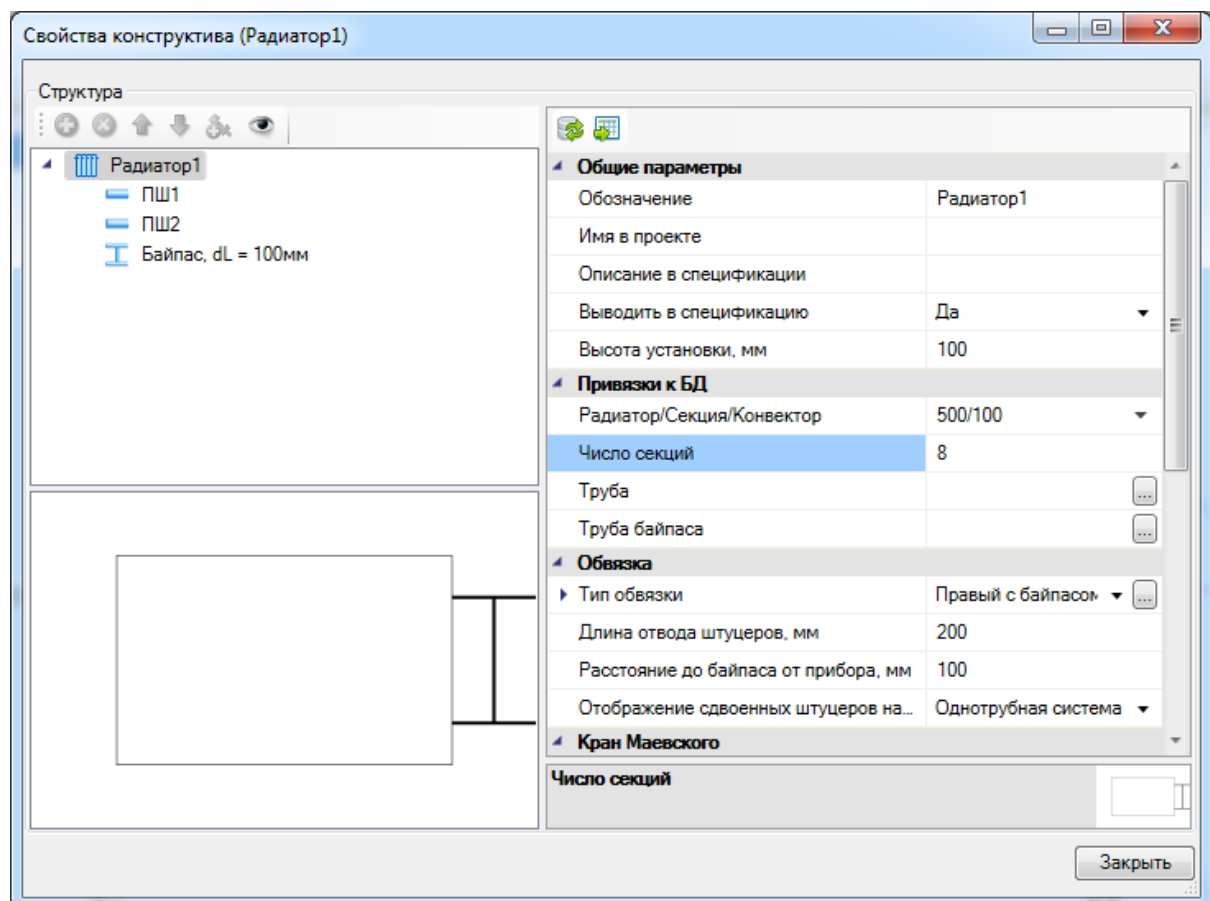 Свойства конструктива (Радиатор1)
Структура
Радиатор1
ПШ1
ПШ2
Байпас, dL = 100мм
Общие параметры
Обозначение Радиатор1
Имя в проекте
Описание в спецификации
Выводить в спецификацию Да
Высота установки, мм 100
Привязки к БД
Радиатор/Секция/Конвектор 500/100
Число секций 8
Труба ...
Труба байпаса ...
Обвязка
Тип обвязки Правый с байпасом ...
Длина отвода штуцеров, мм 200
Расстояние до байпаса от прибора, мм 100
Отображение сдвоенных штуцеров на... Однотрубная система
Кран Маевского
Число секций
Закрыть